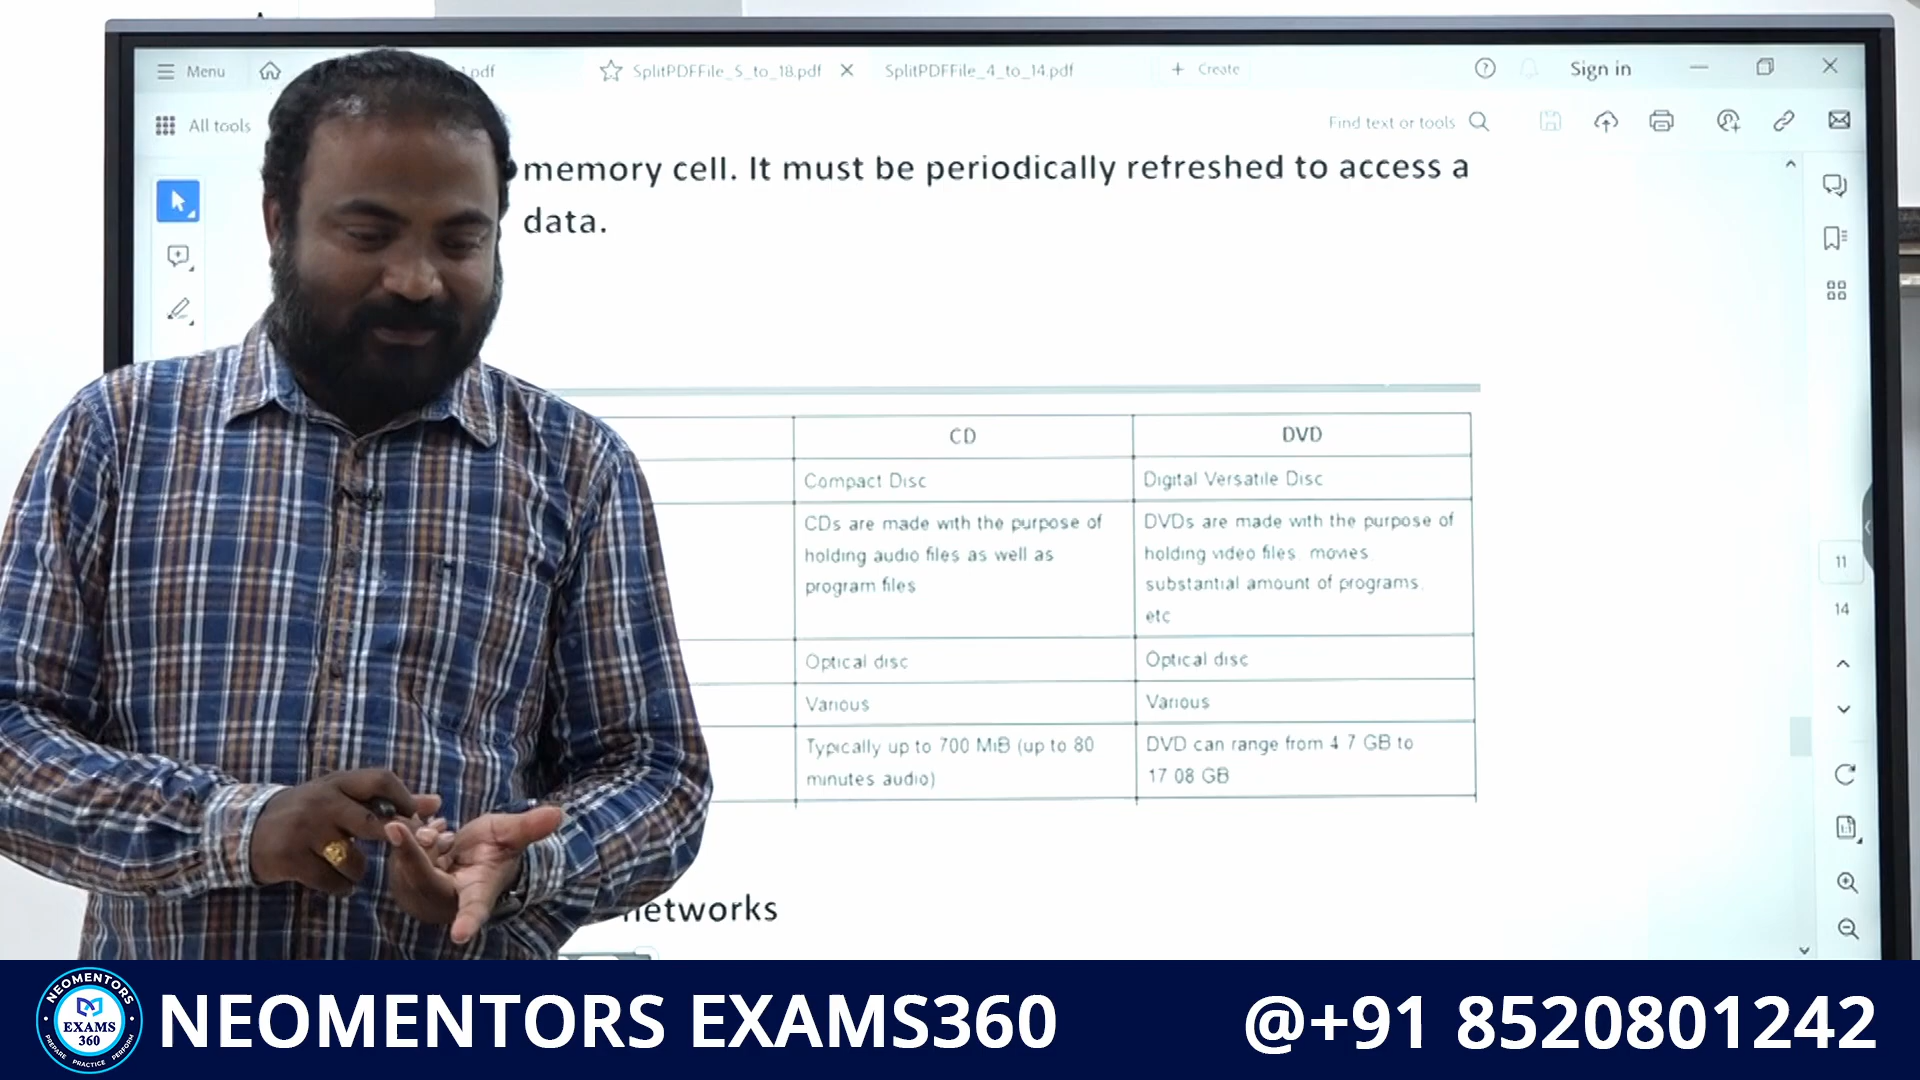 Menu
.pdf
SplitPDFFile_5_to_18.pdf
SplitPDFFile_4_to_14.pdf
+ Create
Sign in
All tools
Find text or tools
memory cell. It must be periodically refreshed to access a
data.
CD
DVD
Compact Disc
Digital Versatile Disc
CDs are made with the purpose of
holding audio files as well as
program files
DVDs are made with the purpose of
holding video files movies
substantial amount of programs,
etc
Optical disc
Optical disc
Various
Various
Typically up to 700 MiB (up to 80
minutes audio)
DVD can range from 4 7 GB to
17 08 GB
11
14
networks
NEOMENTORS
EXAMS
360
PREPARE PRACTICE PERFORM
NEOMENTORS EXAMS360
@+91 8520801242